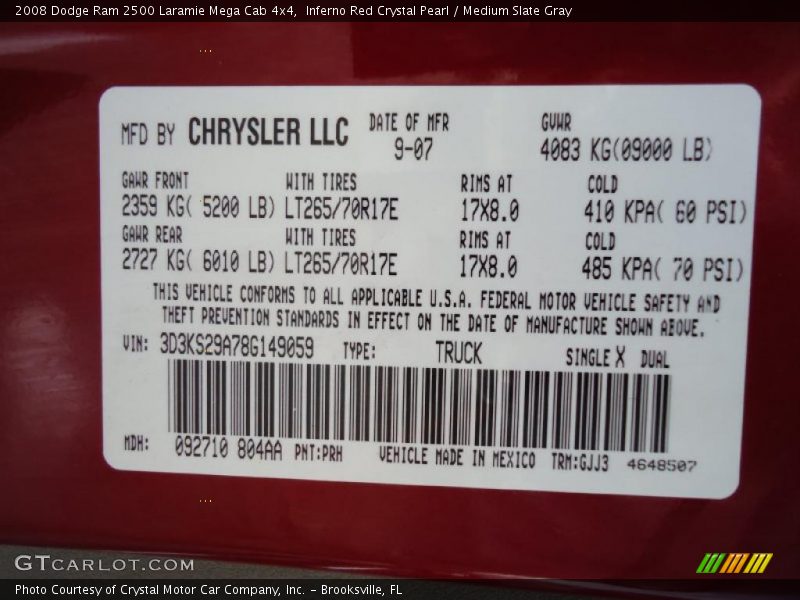 2008 Dodge Ram 2500 Laramie Mega Cab 4x4,  Inferno Red Crystal Pearl / Medium Slate Gray
MFD BY CHRYSLER LLC DATE OF MFR GVWR
9-07 4083 KG(09000 LB)
GAWR FRONT WITH TIRES RIMS AT COLD
2359 KG( 5200 LB) LT265/70R17E 17X8.0 410 KPA( 60 PSI)
GAWR REAR WITH TIRES RIMS AT COLD
2727 KG( 6010 LB) LT265/70R17E 17X8.0 485 KPA( 70 PSI)
THIS VEHICLE CONFORMS TO ALL APPLICABLE U.S.A. FEDERAL MOTOR VEHICLE SAFETY AND
THEFT PREVENTION STANDARDS IN EFFECT ON THE DATE OF MANUFACTURE SHOWN ABOVE.
VIN: 3D3KS29A78G149059 TYPE: TRUCK SINGLE X DUAL
MDH: 092710 804AA PNT:PRH VEHICLE MADE IN MEXICO TRM:GJJ3 4648507
GTCARLOT.COM
Photo Courtesy of Crystal Motor Car Company, Inc. – Brooksville, FL